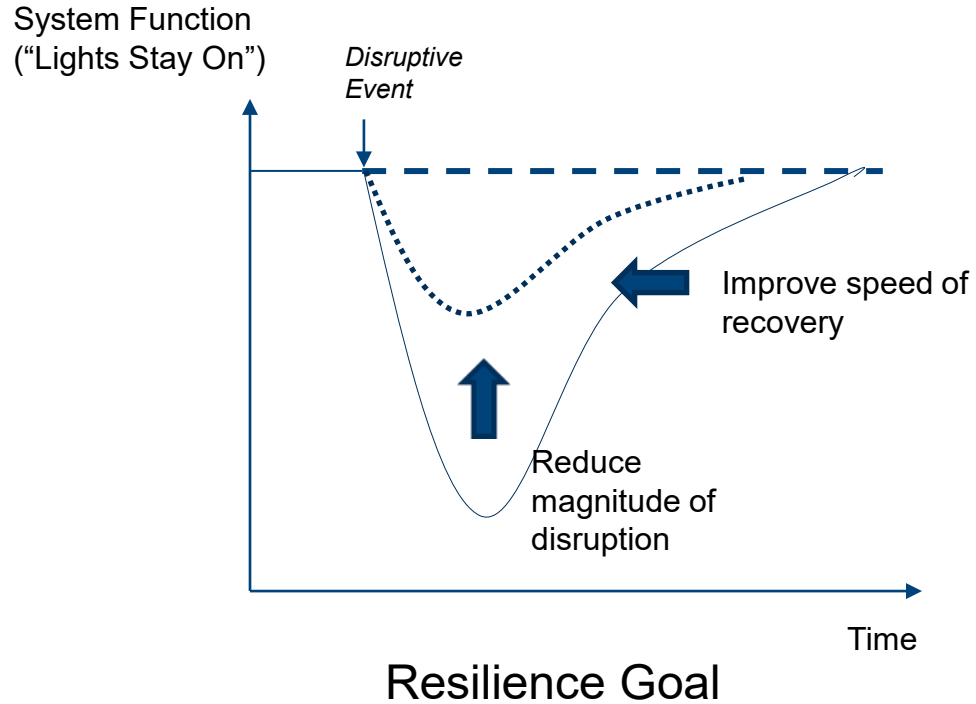 System Function
(“Lights Stay On”)
Disruptive
Event
Improve speed of
recovery
Reduce
magnitude of
disruption
Time
Resilience Goal